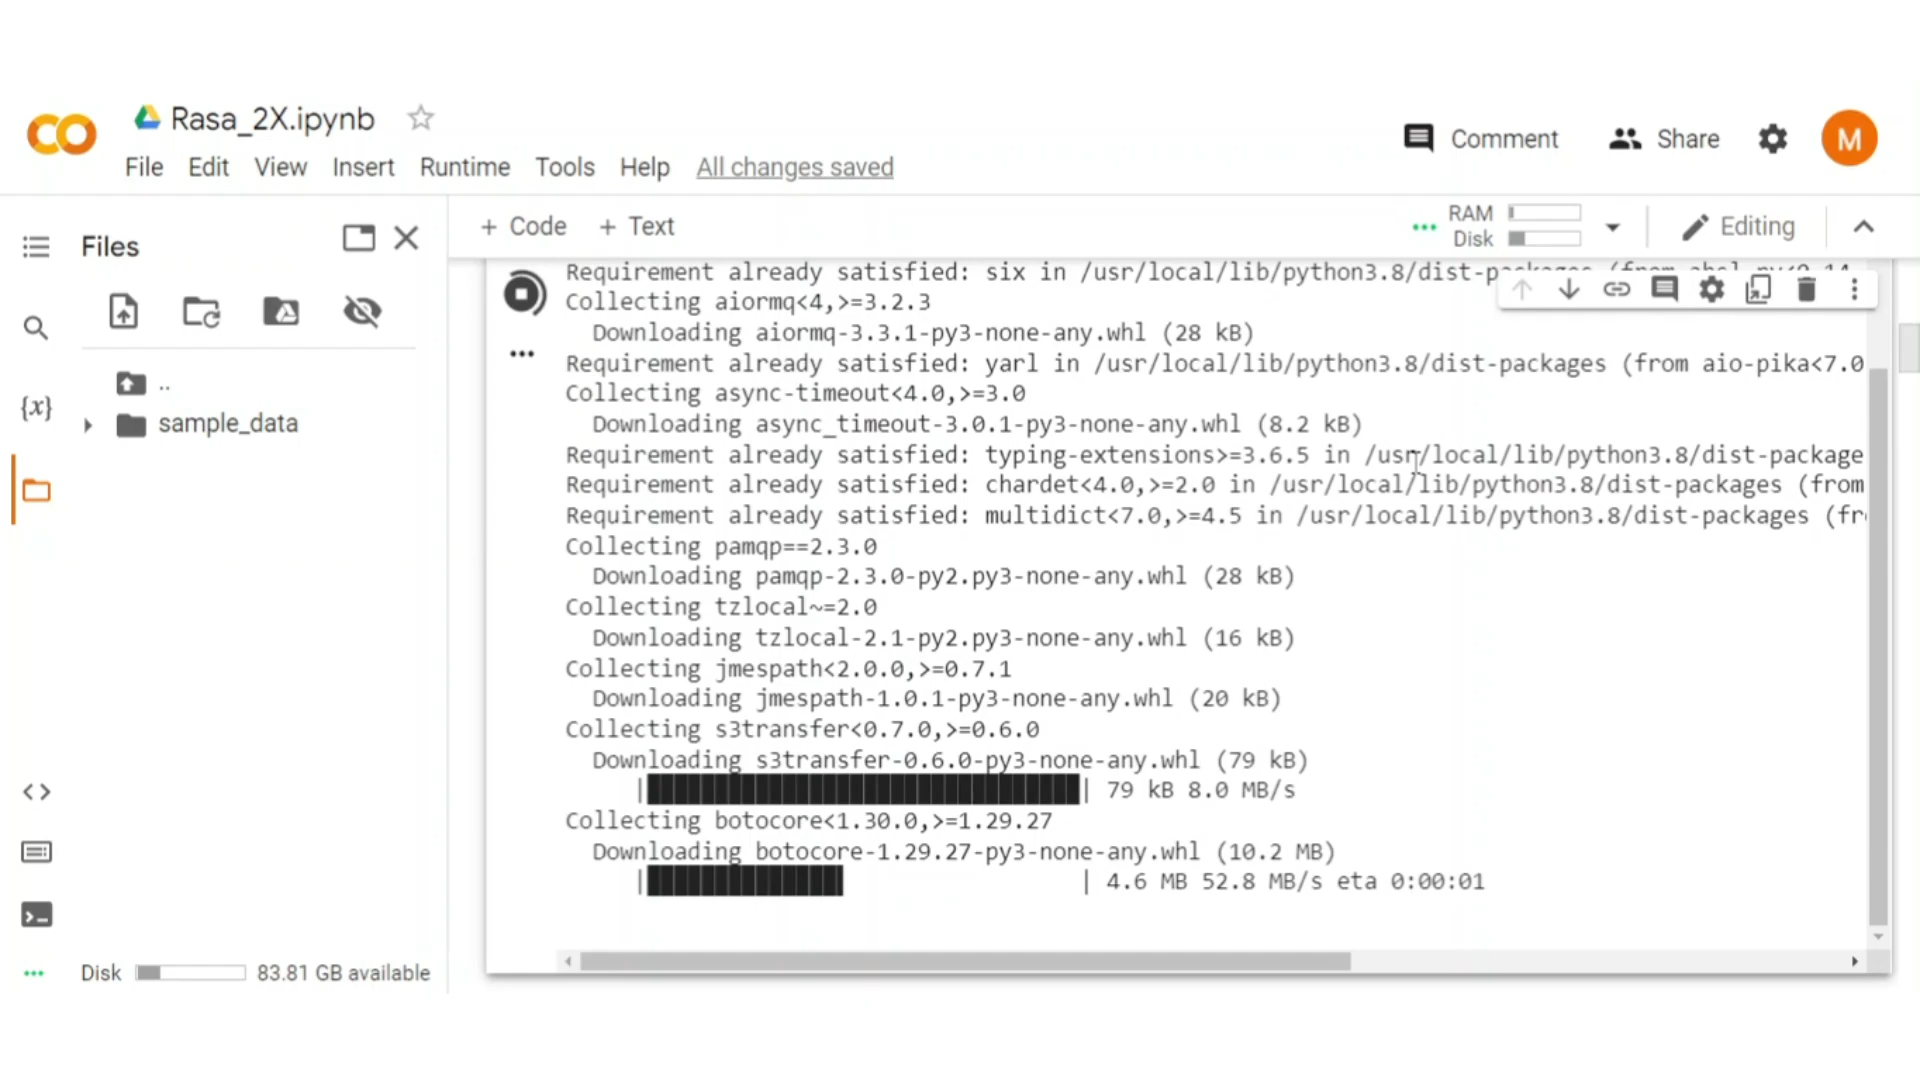 Rasa_2X.ipynb
File Edit View Insert Runtime Tools Help All changes saved
Comment Share M
Files
+ Code + Text
RAM
Disk
Editing
..
sample_data
{x}
Requirement already satisfied: six in /usr/local/lib/python3.8/dist-packages
Collecting aiormq<4,>=3.2.3
Downloading aiormq-3.3.1-py3-none-any.whl (28 kB)
Requirement already satisfied: yarl in /usr/local/lib/python3.8/dist-packages (from aio-pika<7.0
Collecting async-timeout<4.0,>=3.0
Downloading async_timeout-3.0.1-py3-none-any.whl (8.2 kB)
Requirement already satisfied: typing-extensions>=3.6.5 in /usr/local/lib/python3.8/dist-package
Requirement already satisfied: chardet<4.0,>=2.0 in /usr/local/lib/python3.8/dist-packages (from
Requirement already satisfied: multidict<7.0,>=4.5 in /usr/local/lib/python3.8/dist-packages (fr
Collecting pamqp==2.3.0
Downloading pamqp-2.3.0-py2.py3-none-any.whl (28 kB)
Collecting tzlocal~=2.0
Downloading tzlocal-2.1-py2.py3-none-any.whl (16 kB)
Collecting jmespath<2.0.0,>=0.7.1
Downloading jmespath-1.0.1-py3-none-any.whl (20 kB)
Collecting s3transfer<0.7.0,>=0.6.0
Downloading s3transfer-0.6.0-py3-none-any.whl (79 kB)
79 kB 8.0 MB/s
Collecting botocore<1.30.0,>=1.29.27
Downloading botocore-1.29.27-py3-none-any.whl (10.2 MB)
4.6 MB 52.8 MB/s eta 0:00:01
Disk 83.81 GB available